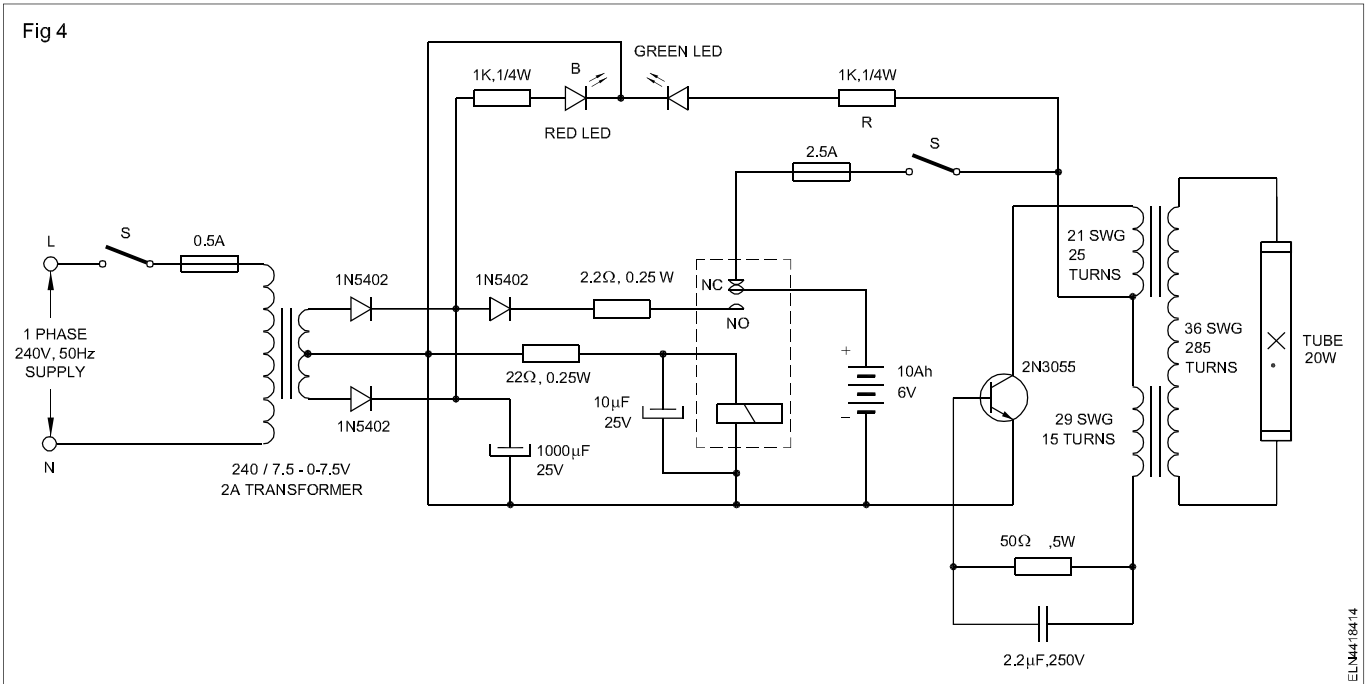 Fig 4
GREEN LED
1K,1/4W
B
1K,1/4W
RED LED
R
2.5A
S
L
S
0.5A
21 SWG
25
TURNS
1N5402
1N5402
2.2Ω, 0.25 W
NC
NO
1 PHASE
240V, 50Hz
SUPPLY
36 SWG
285
TURNS
TUBE
20W
22Ω, 0.25W
+
10Ah
6V
–
2N3055
10µF
25V
1N5402
29 SWG
15 TURNS
N
1000µF
25V
240 / 7.5 - 0-7.5V
2A TRANSFORMER
50Ω ,5W
2.2µF,250V
ELN4418414